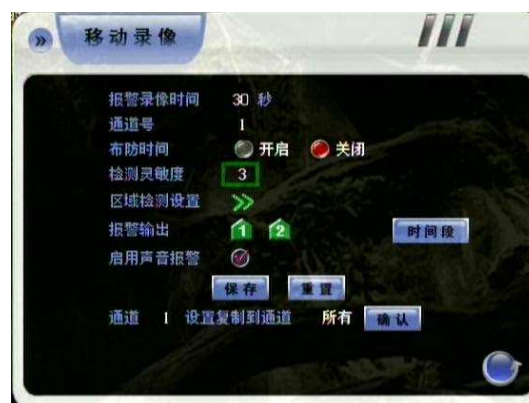 移动录像
报警录像时间 30 秒
通道号 1
布防时间 开启 关闭
检测灵敏度 3
区域检测设置
报警输出 1 2 时间段
启用声音报警
保存 重置
通道 1 设置复制到通道 所有 确认